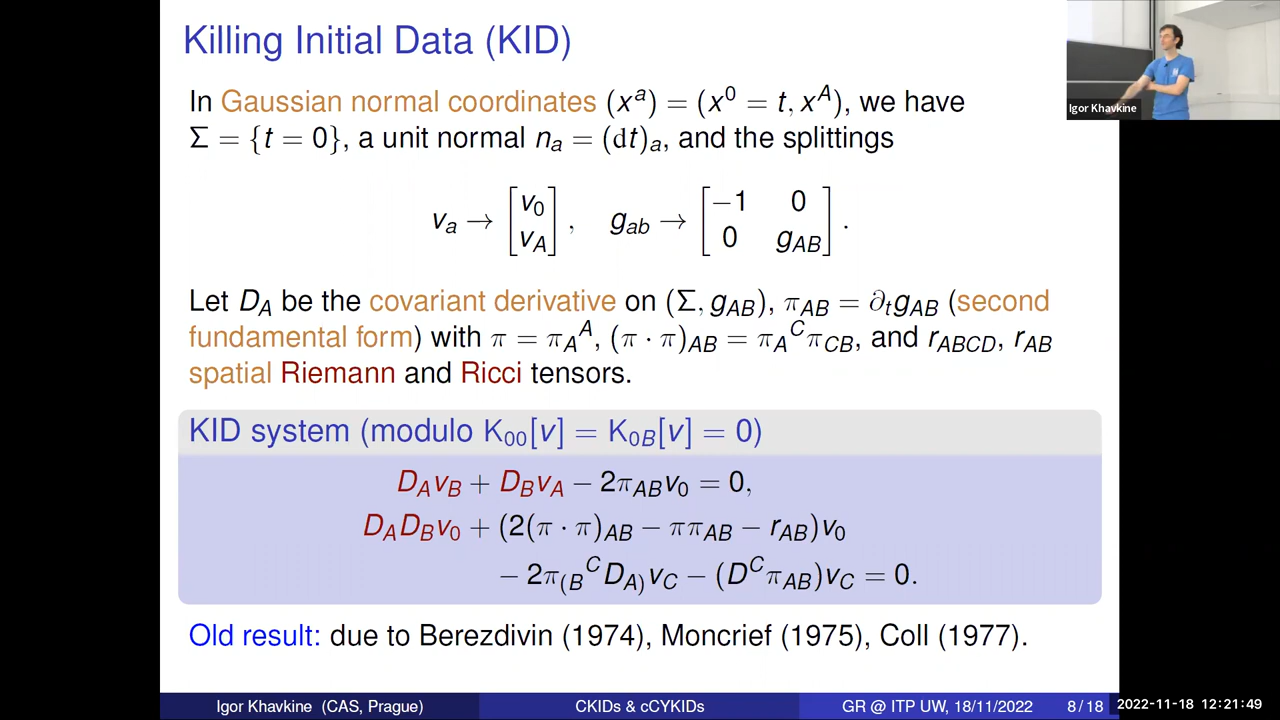 Killing Initial Data (KID)
In Gaussian normal coordinates (xᵃ) = (x⁰ = t, xᴬ), we have
Σ = {t = 0}, a unit normal nₐ = (dt)ₐ, and the splittings
v_a → [v_0 v_A], g_ab → [−1 0 0 g_AB].
Let D_A be the covariant derivative on (Σ, g_AB), π_AB = ∂_t g_AB (second
fundamental form) with π = π_A^A, (π · π)_AB = π_A^C π_CB, and r_ABCD, r_AB
spatial Riemann and Ricci tensors.
KID system (modulo K_00[v] = K_0B[v] = 0)
D_A v_B + D_B v_A − 2π_AB v_0 = 0,
D_A D_B v_0 + (2(π · π)_AB − ππ_AB − r_AB)v_0
− 2π_(B^C D_A)v_C − (D^C π_AB)v_C = 0.
Old result: due to Berezdivin (1974), Moncrief (1975), Coll (1977).
Igor Khavkine (CAS, Prague) CKIDs & cCYKIDs GR @ ITP UW, 18/11/2022 8 / 18
Igor Khavkine
2022-11-18 12:21:49